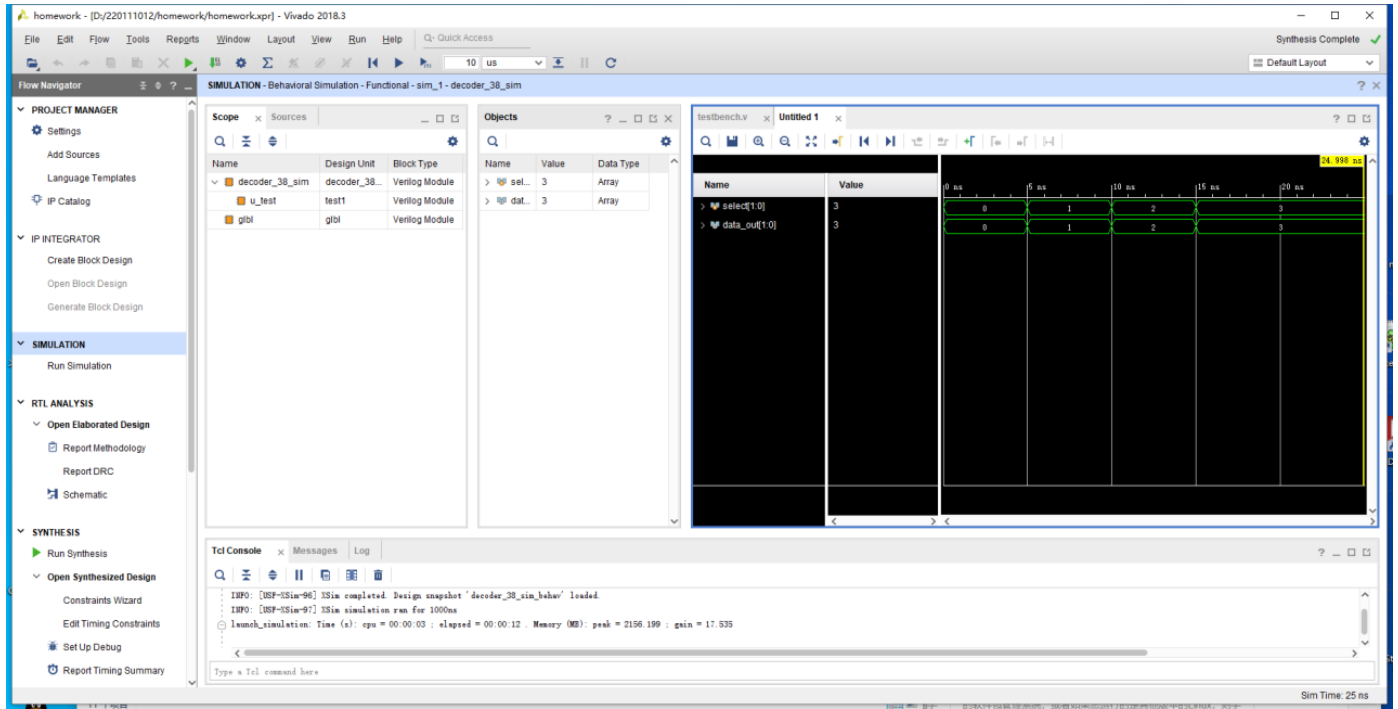 homework - [D:/220111012/homework/homework.xpr] - Vivado 2018.3
File Edit Flow Tools Reports Window Layout View Run Help Q- Quick Access
Synthesis Complete
10 us
Default Layout
Flow Navigator
SIMULATION - Behavioral Simulation - Functional - sim_1 - decoder_38_sim
PROJECT MANAGER
Settings
Add Sources
Language Templates
IP Catalog
IP INTEGRATOR
Create Block Design
Open Block Design
Generate Block Design
SIMULATION
Run Simulation
RTL ANALYSIS
Open Elaborated Design
Report Methodology
Report DRC
Schematic
SYNTHESIS
Run Synthesis
Open Synthesized Design
Constraints Wizard
Edit Timing Constraints
Set Up Debug
Report Timing Summary
Scope Sources
Name Design Unit Block Type
decoder_38_sim decoder_38... Verilog Module
u_test test1 Verilog Module
glbl glbl Verilog Module
Objects
Name Value Data Type
sel... 3 Array
dat... 3 Array
testbench.v Untitled 1
24.998 ns
Name Value
0 ns 5 ns 10 ns 15 ns 20 ns
select[1:0] 3 0 1 2 3
data_out[1:0] 3 0 1 2 3
Tcl Console Messages Log
INFO: [USF-XSim-96] XSim completed. Design snapshot 'decoder_38_sim_behav' loaded.
INFO: [USF-XSim-97] XSim simulation ran for 1000ns
launch_simulation: Time (s): cpu = 00:00:03 ; elapsed = 00:00:12 . Memory (MB): peak = 2156.199 ; gain = 17.535
Type a Tcl command here
Sim Time: 25 ns